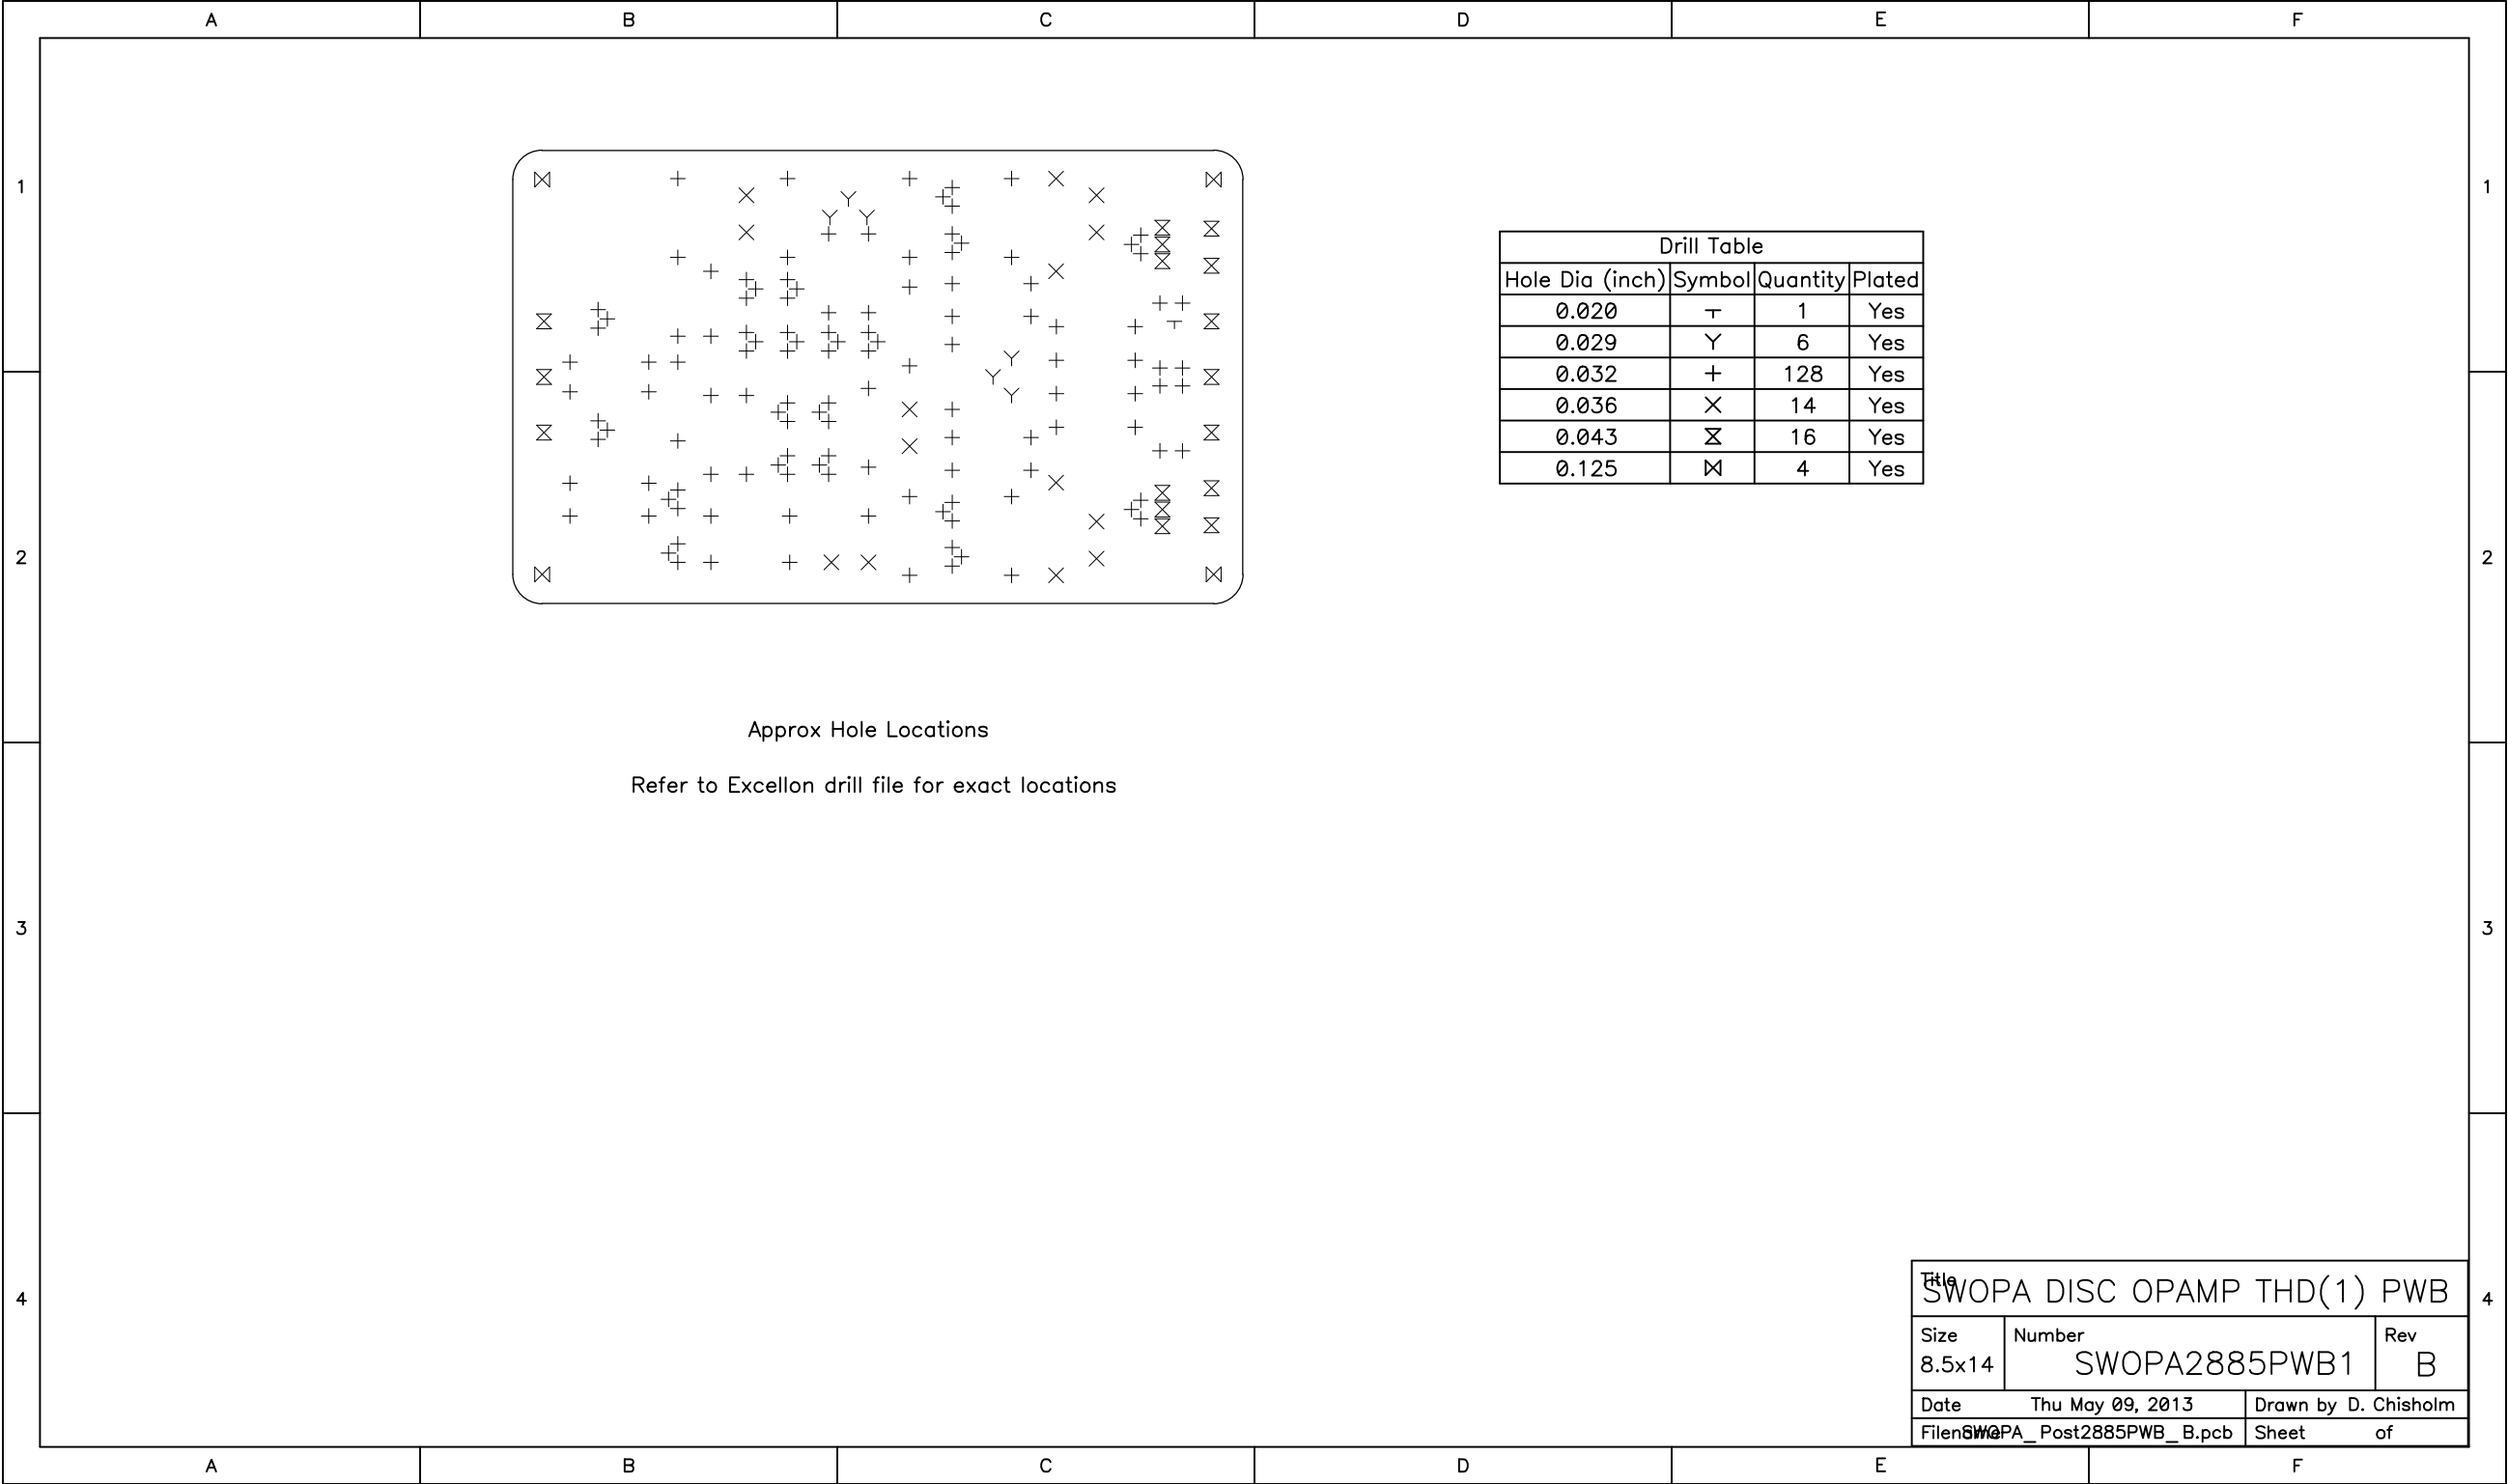 A B C D E F
1 1
Drill Table
Hole Dia (inch) Symbol Quantity Plated
0.020 1 Yes
0.029 Y 6 Yes
0.032 + 128 Yes
0.036 X 14 Yes
0.043 16 Yes
0.125 4 Yes
2 2
Approx Hole Locations
Refer to Excellon drill file for exact locations
3 3
4 4
Title
SWOPA DISC OPAMP THD(1) PWB
Size Number Rev
8.5x14 SWOPA2885PWB1 B
Date Thu May 09, 2013 Drawn by D. Chisholm
Filename SWOPA_Post2885PWB_B.pcb Sheet of
A B C D E F